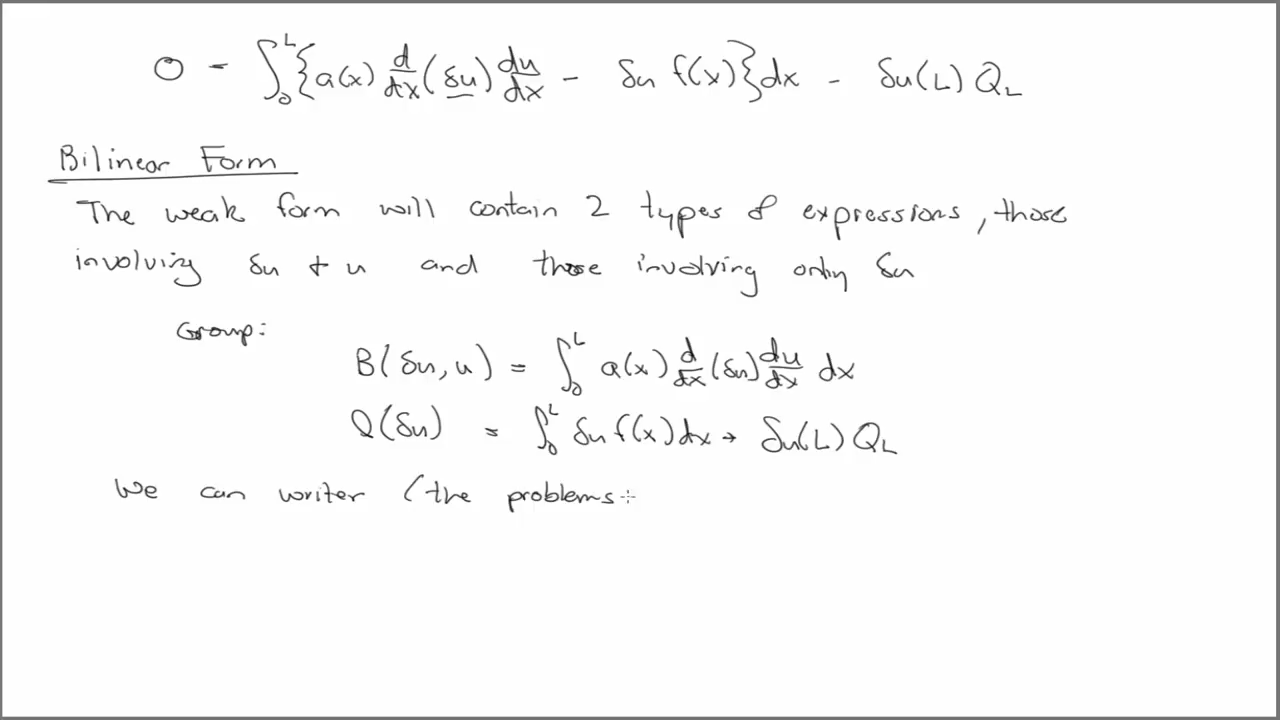 0 = ∫₀ᴸ { a(x) d/dx (δu) du/dx - δu f(x) } dx - δu(L) Q_L
Bilinear Form
The weak form will contain 2 types of expressions, those
involving δu + u and those involving only δu
Group:
B(δu, u) = ∫₀ᴸ a(x) d/dx (δu) du/dx dx
l(δu) = ∫₀ᴸ δu f(x) dx + δu(L) Q_L
We can writer (the problems